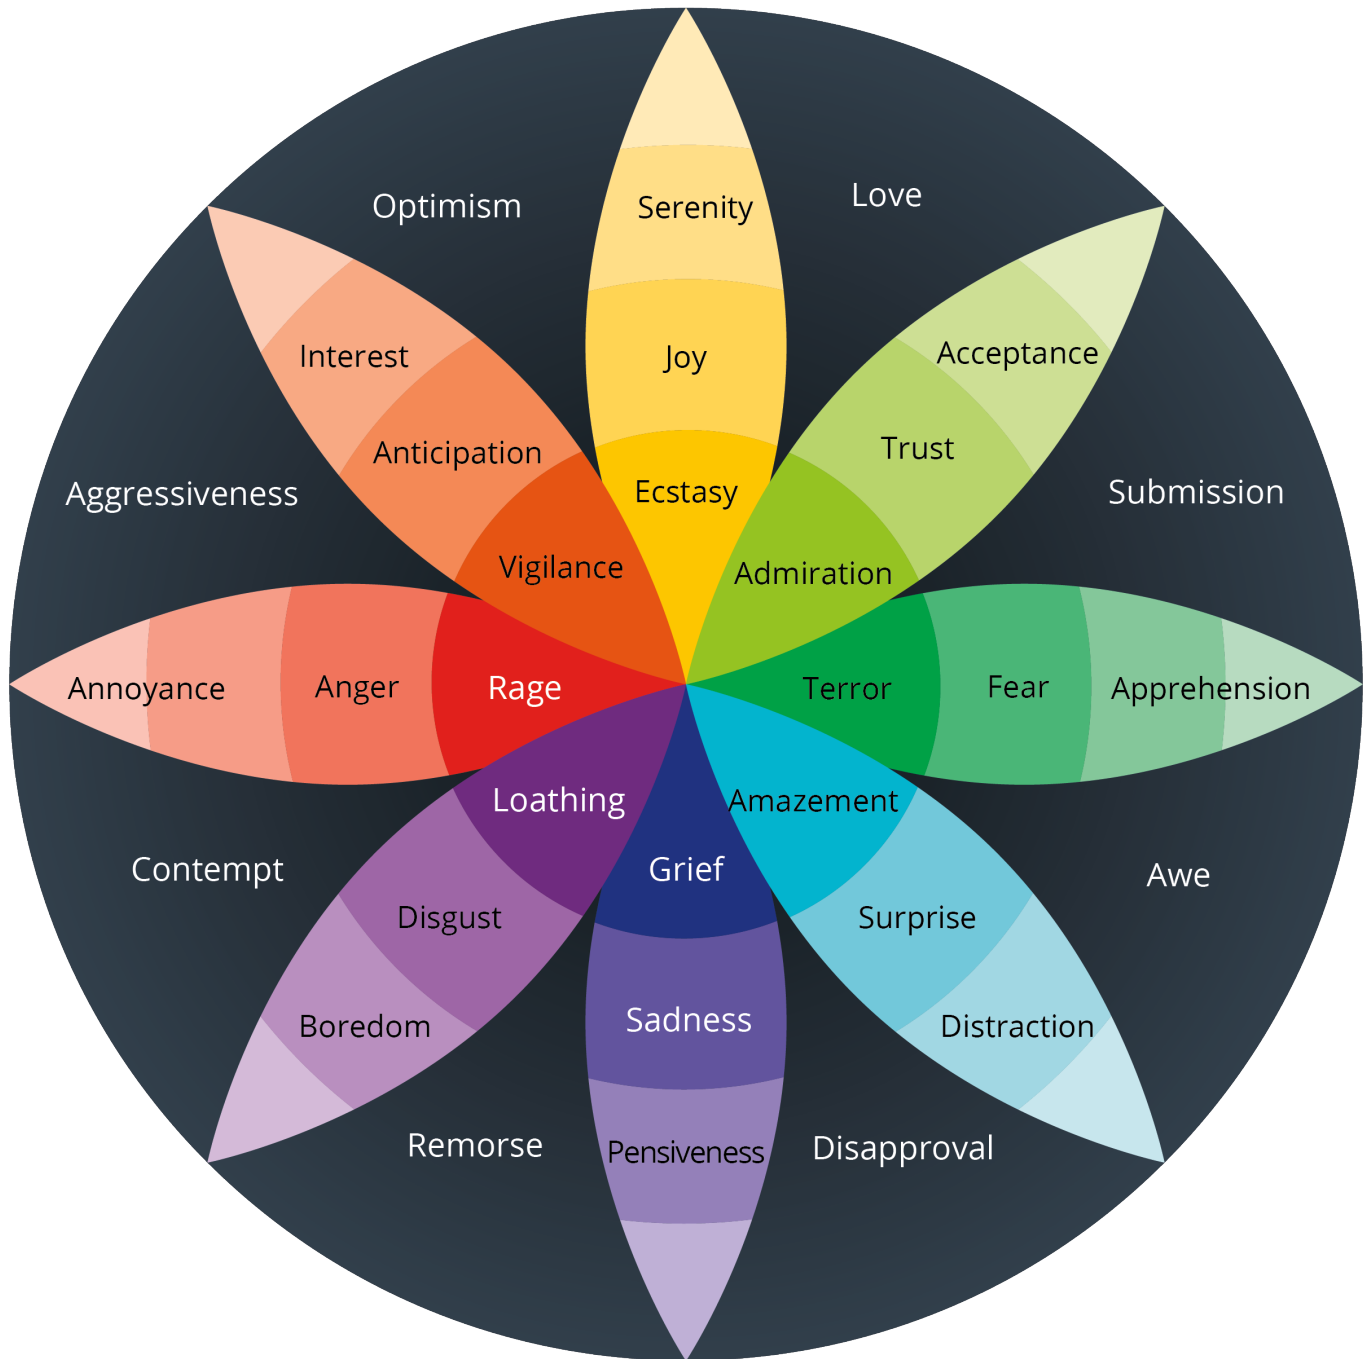 Optimism
Serenity
Love
Interest
Joy
Acceptance
Anticipation
Trust
Aggressiveness
Ecstasy
Submission
Vigilance
Admiration
Annoyance
Anger
Rage
Terror
Fear
Apprehension
Loathing
Amazement
Contempt
Grief
Awe
Disgust
Surprise
Boredom
Sadness
Distraction
Remorse
Pensiveness
Disapproval